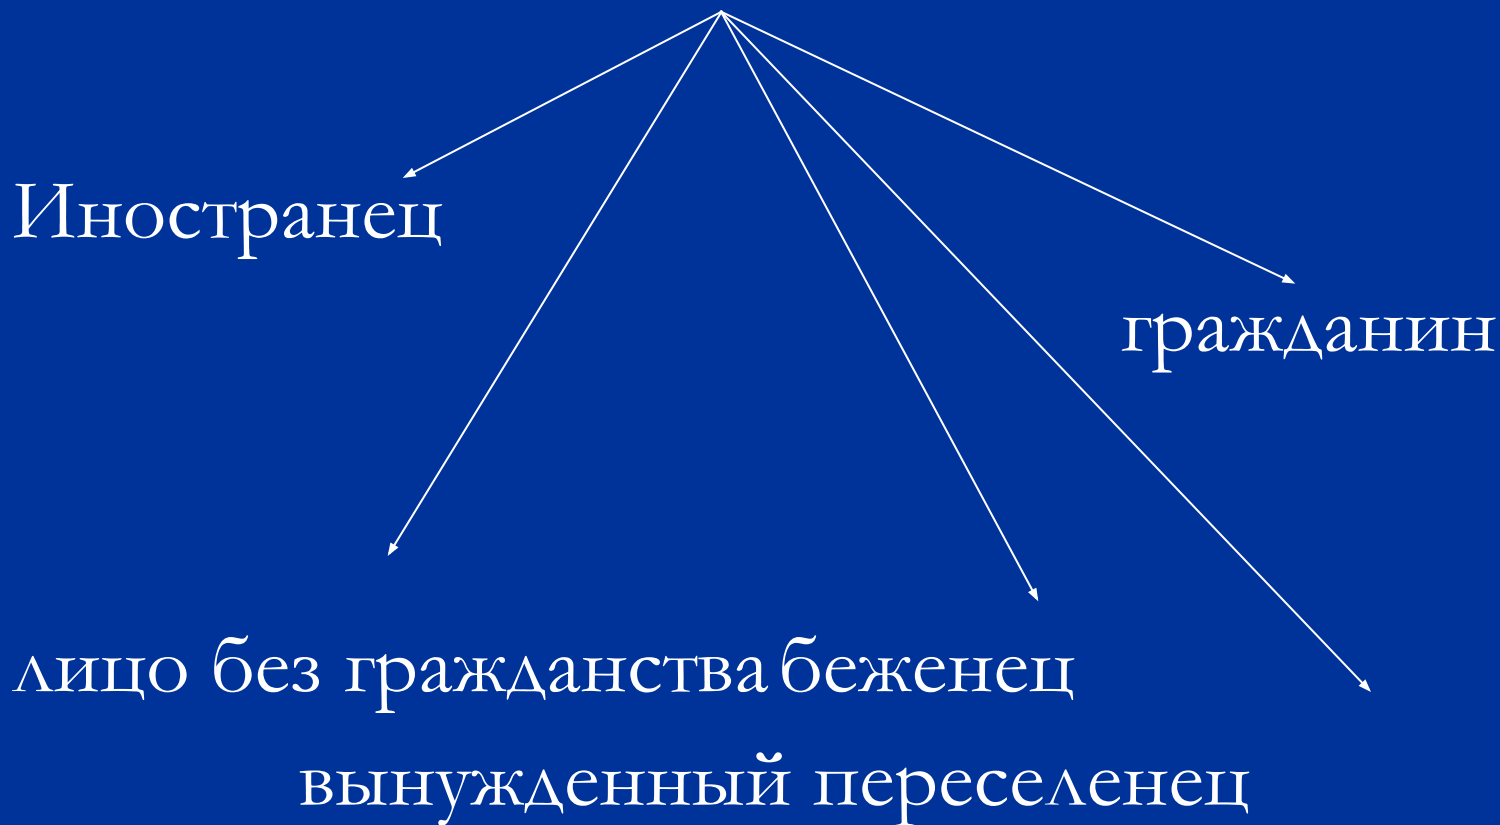 Иностранец
гражданин
лицо без гражданства беженец
вынужденный переселенец